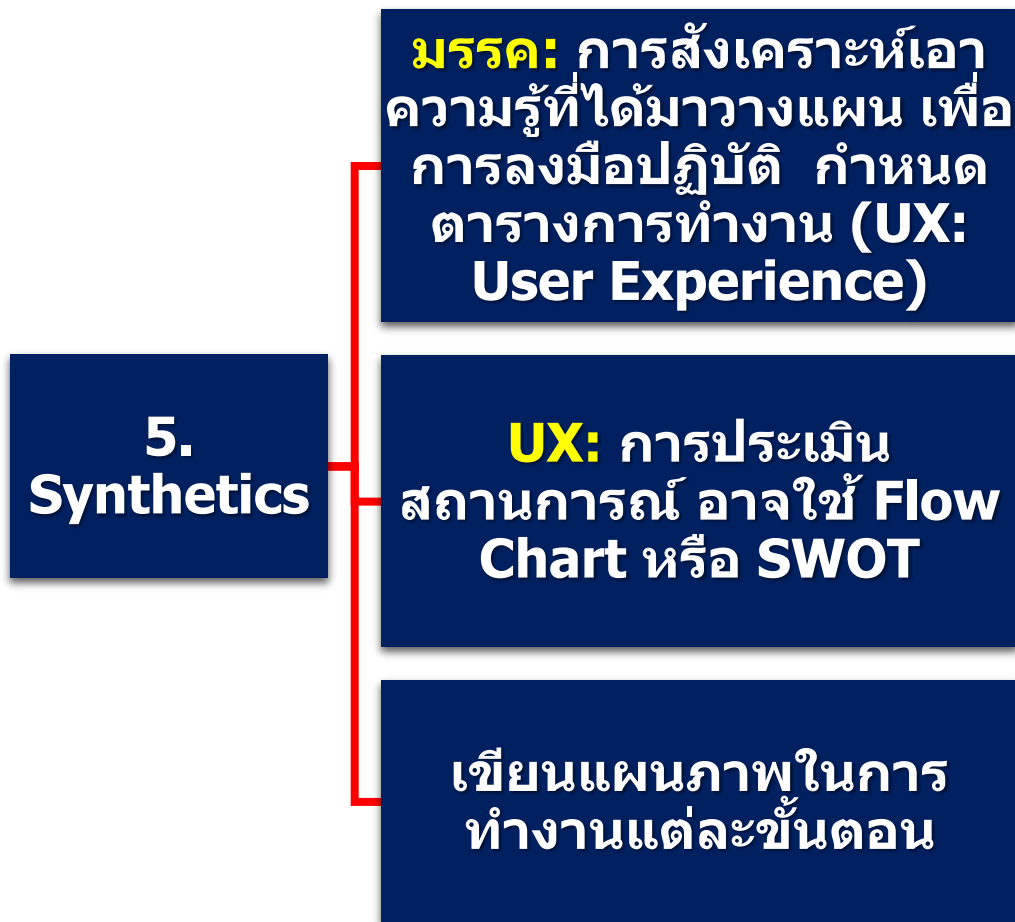 มรรค: การสังเคราะห์เอา
ความรู้ที่ได้มาวางแผน เพื่อ
การลงมือปฏิบัติ กำหนด
ตารางการทำงาน (UX:
User Experience)
5.
Synthetics
UX: การประเมิน
สถานการณ์ อาจใช้ Flow
Chart หรือ SWOT
เขียนแผนภาพในการ
ทำงานแต่ละขั้นตอน